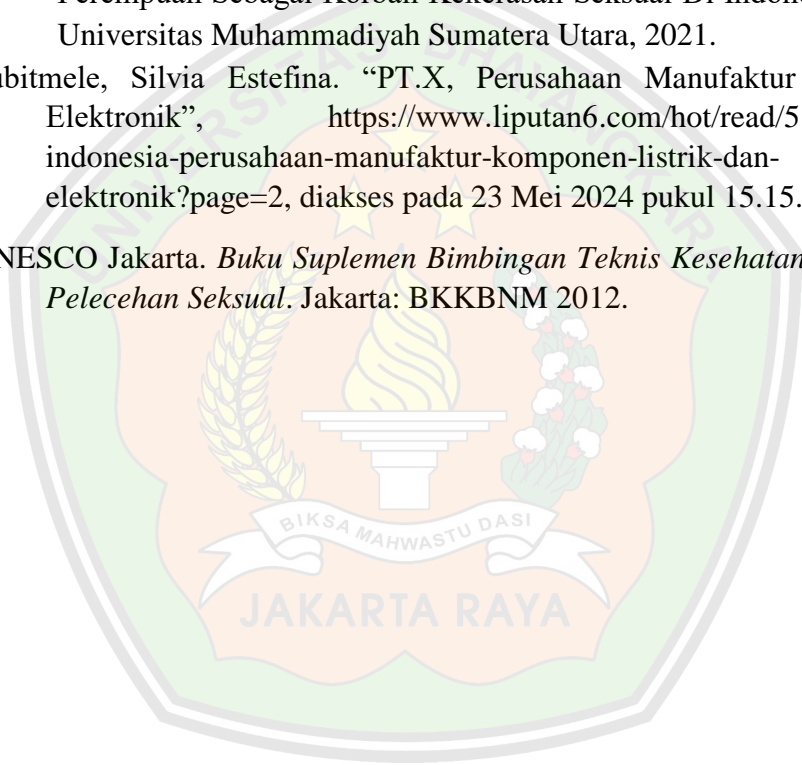 Perempuan Sebagai Korban Kekerasan Seksual Di
Universitas Muhammadiyah Sumatera Utara, 2021.
Silvia Estefina. “PT.X, Perusahaan Manufaktur
Elektronik”, https://www.liputan6.com/hot/read/5
indonesia-perusahaan-manufaktur-komponen-listrik-dan-
elektronik?page=2, diakses pada 23 Mei 2024 pukul 15.15.
NESCO Jakarta. Buku Suplemen Bimbingan Teknis Kesehatan
Pelecehan Seksual. Jakarta: BKKBNM 2012.
UNIVERSITAS BHAYANGKARA
BIKSA MAHWASTU DASI
JAKARTA RAYA